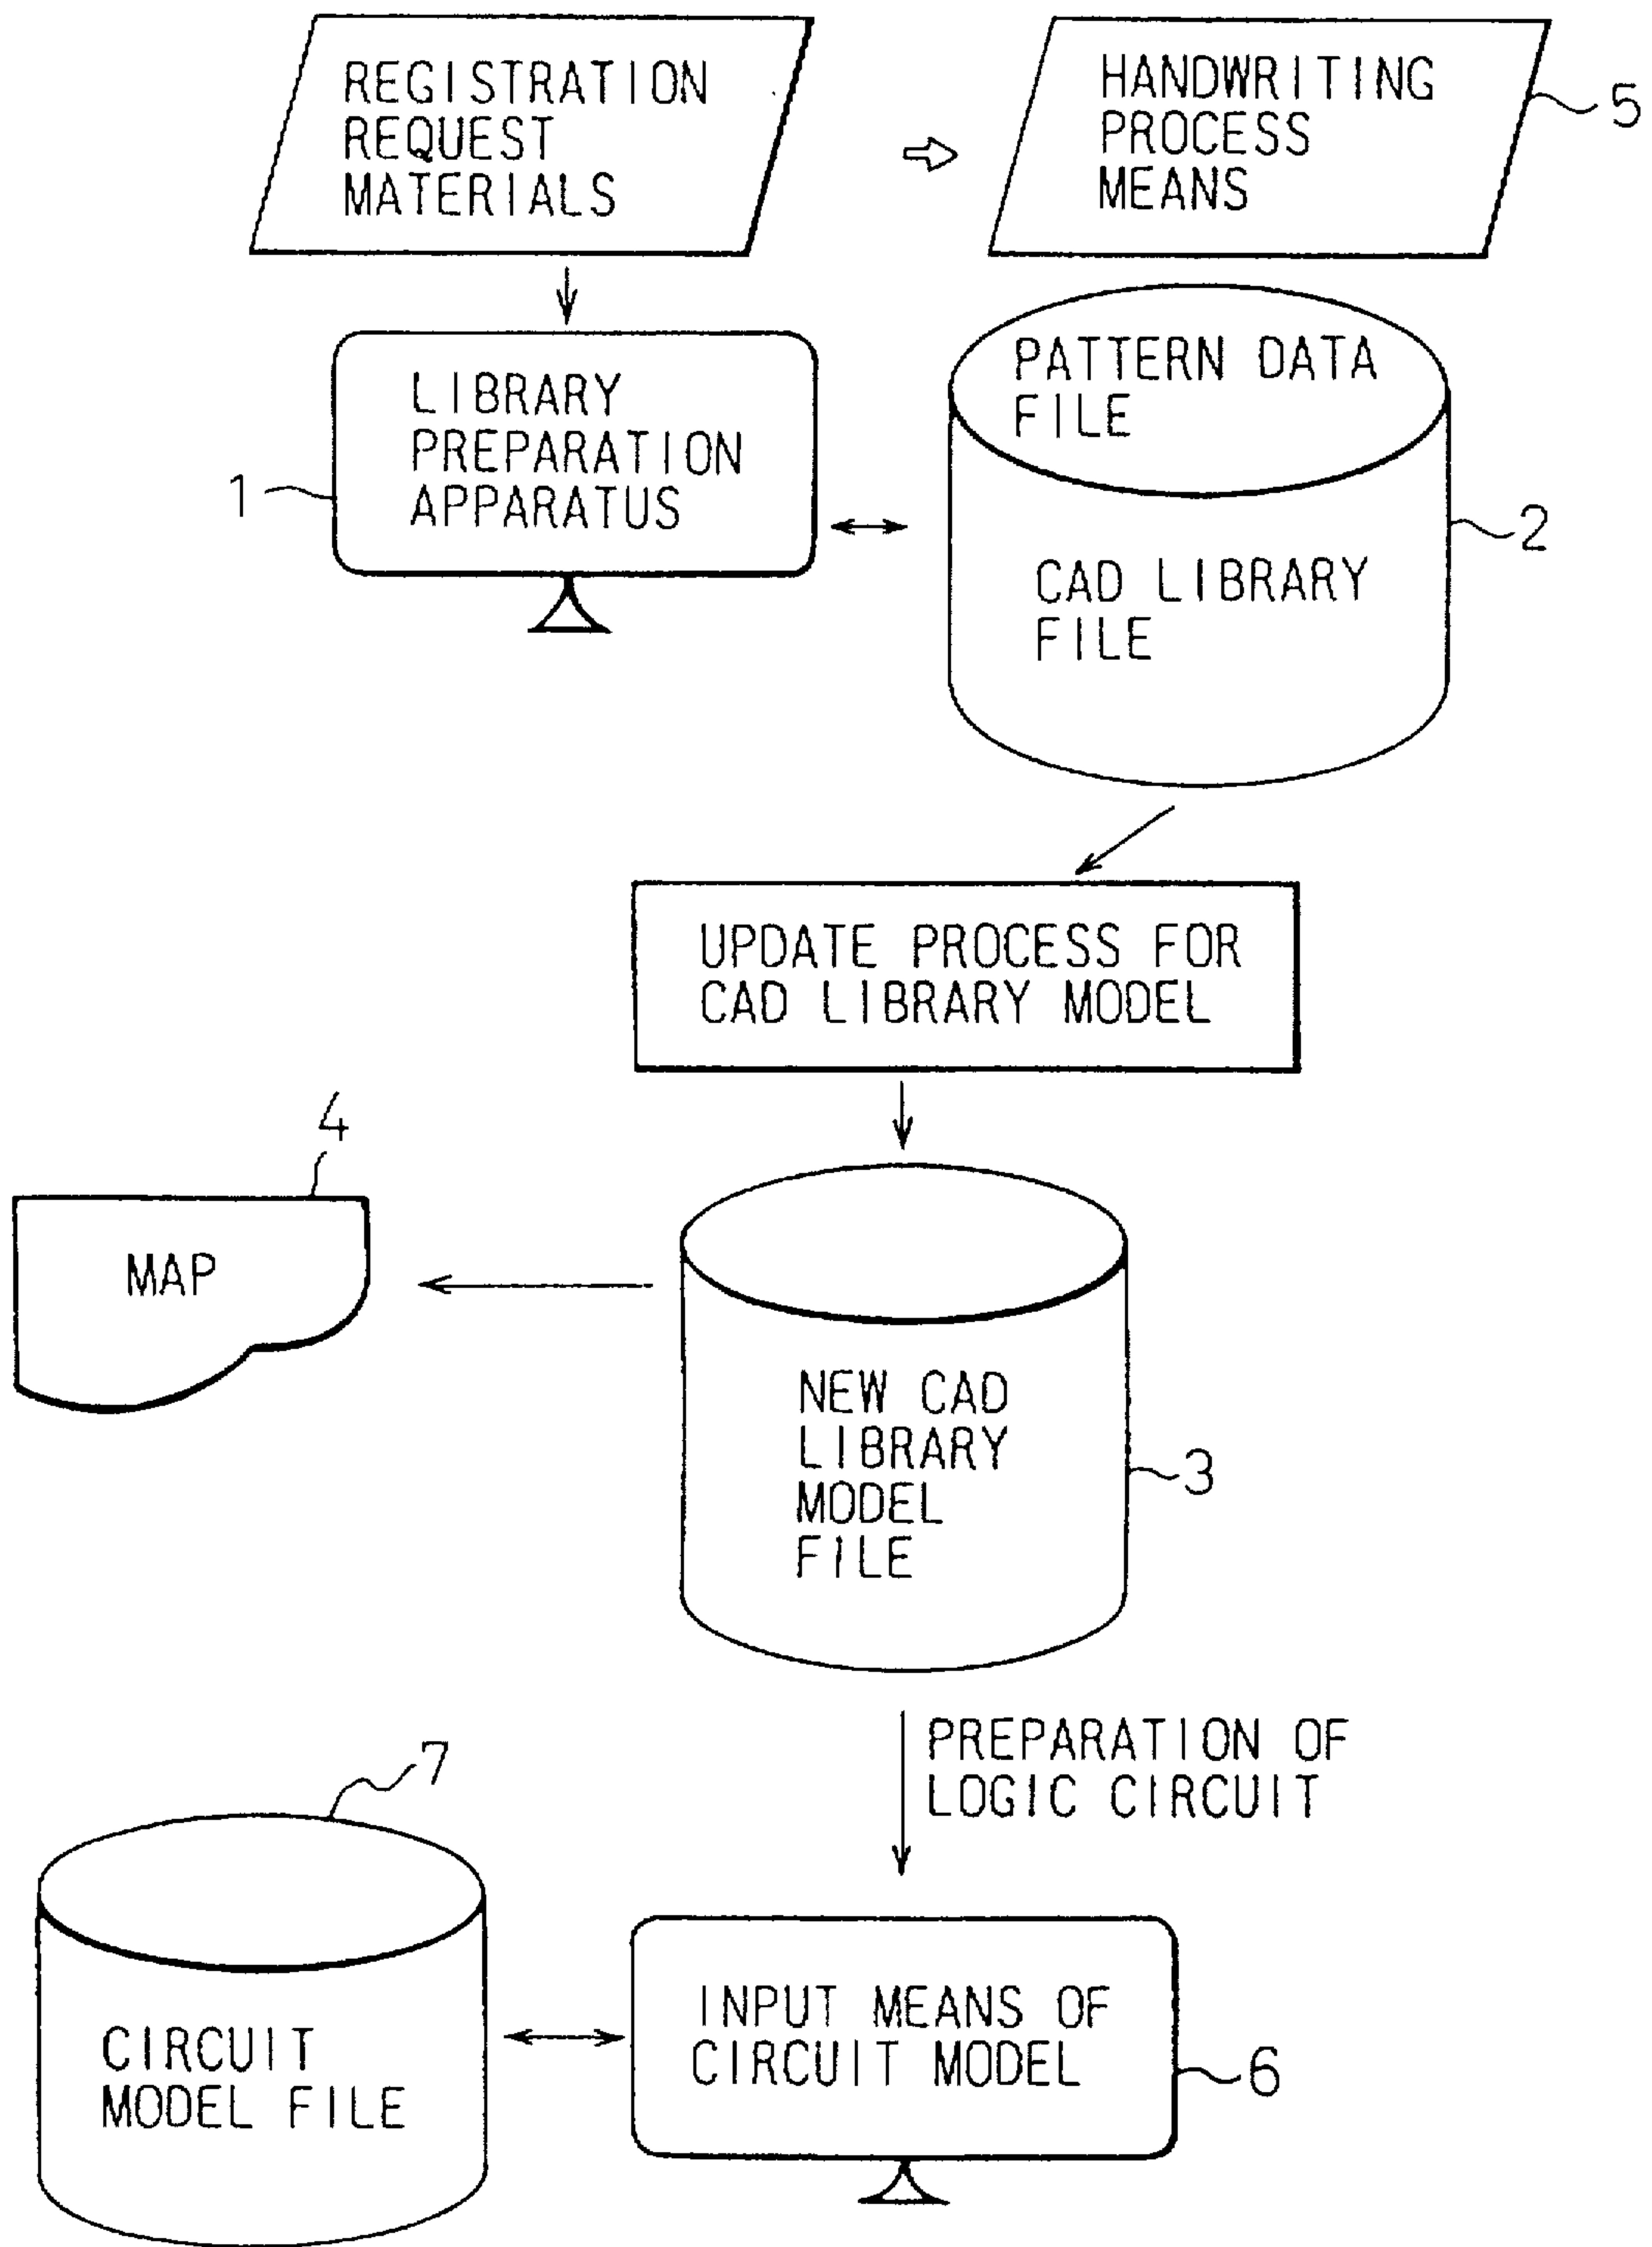 REGISTRATION
REQUEST
MATERIALS
HANDWRITING
PROCESS
MEANS
5
LIBRARY
PREPARATION
APPARATUS
1
PATTERN DATA
FILE
CAD LIBRARY
FILE
2
UPDATE PROCESS FOR
CAD LIBRARY MODEL
4
MAP
NEW CAD
LIBRARY
MODEL
FILE
3
PREPARATION OF
LOGIC CIRCUIT
7
CIRCUIT
MODEL FILE
INPUT MEANS OF
CIRCUIT MODEL
6